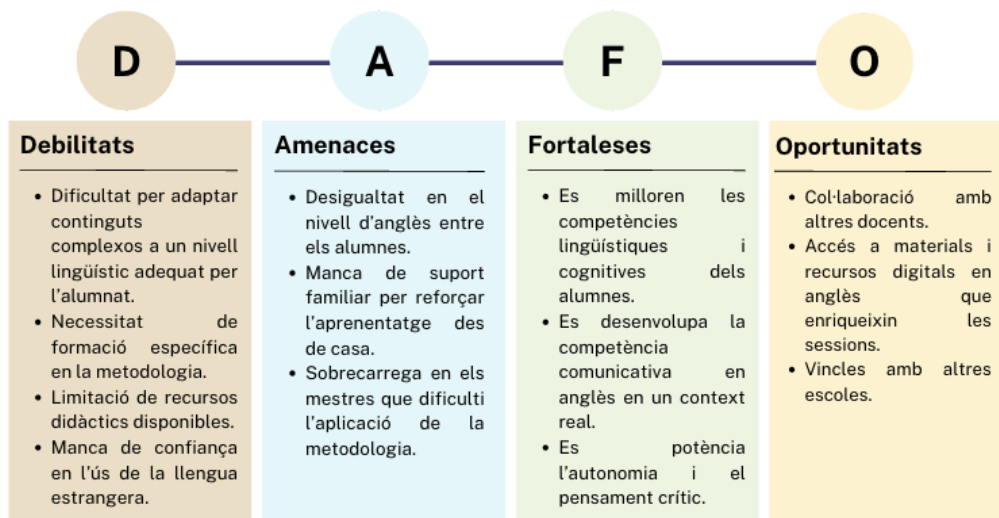 D
A
F
O
Debilitats
Dificultat per adaptar
continguts
complexos a un nivell
lingüístic adequat per
l'alumnat.
Necessitat de
formació específica
en la metodologia.
Limitació de recursos
didàctics disponibles.
Manca de confiança
en l'ús de la llengua
estrangera.
Amenaces
Desigualtat en el
nivell d'anglès entre
els alumnes.
Manca de suport
familiar per reforçar
l'aprenentatge des
de casa.
Sobrecarrega en els
mestres que dificulti
l'aplicació de la
metodologia.
Fortaleses
Es milloren les
competències
lingüístiques i
cognitives dels
alumnes.
Es desenvolupa la
competència
comunicativa en
anglès en un context
real.
Es potència
l'autonomia i el
pensament crític.
Oportunitats
Col·laboració amb
altres docents.
Accés a materials i
recursos digitals en
anglès que
enriqueixin les
sessions.
Vincles amb altres
escoles.